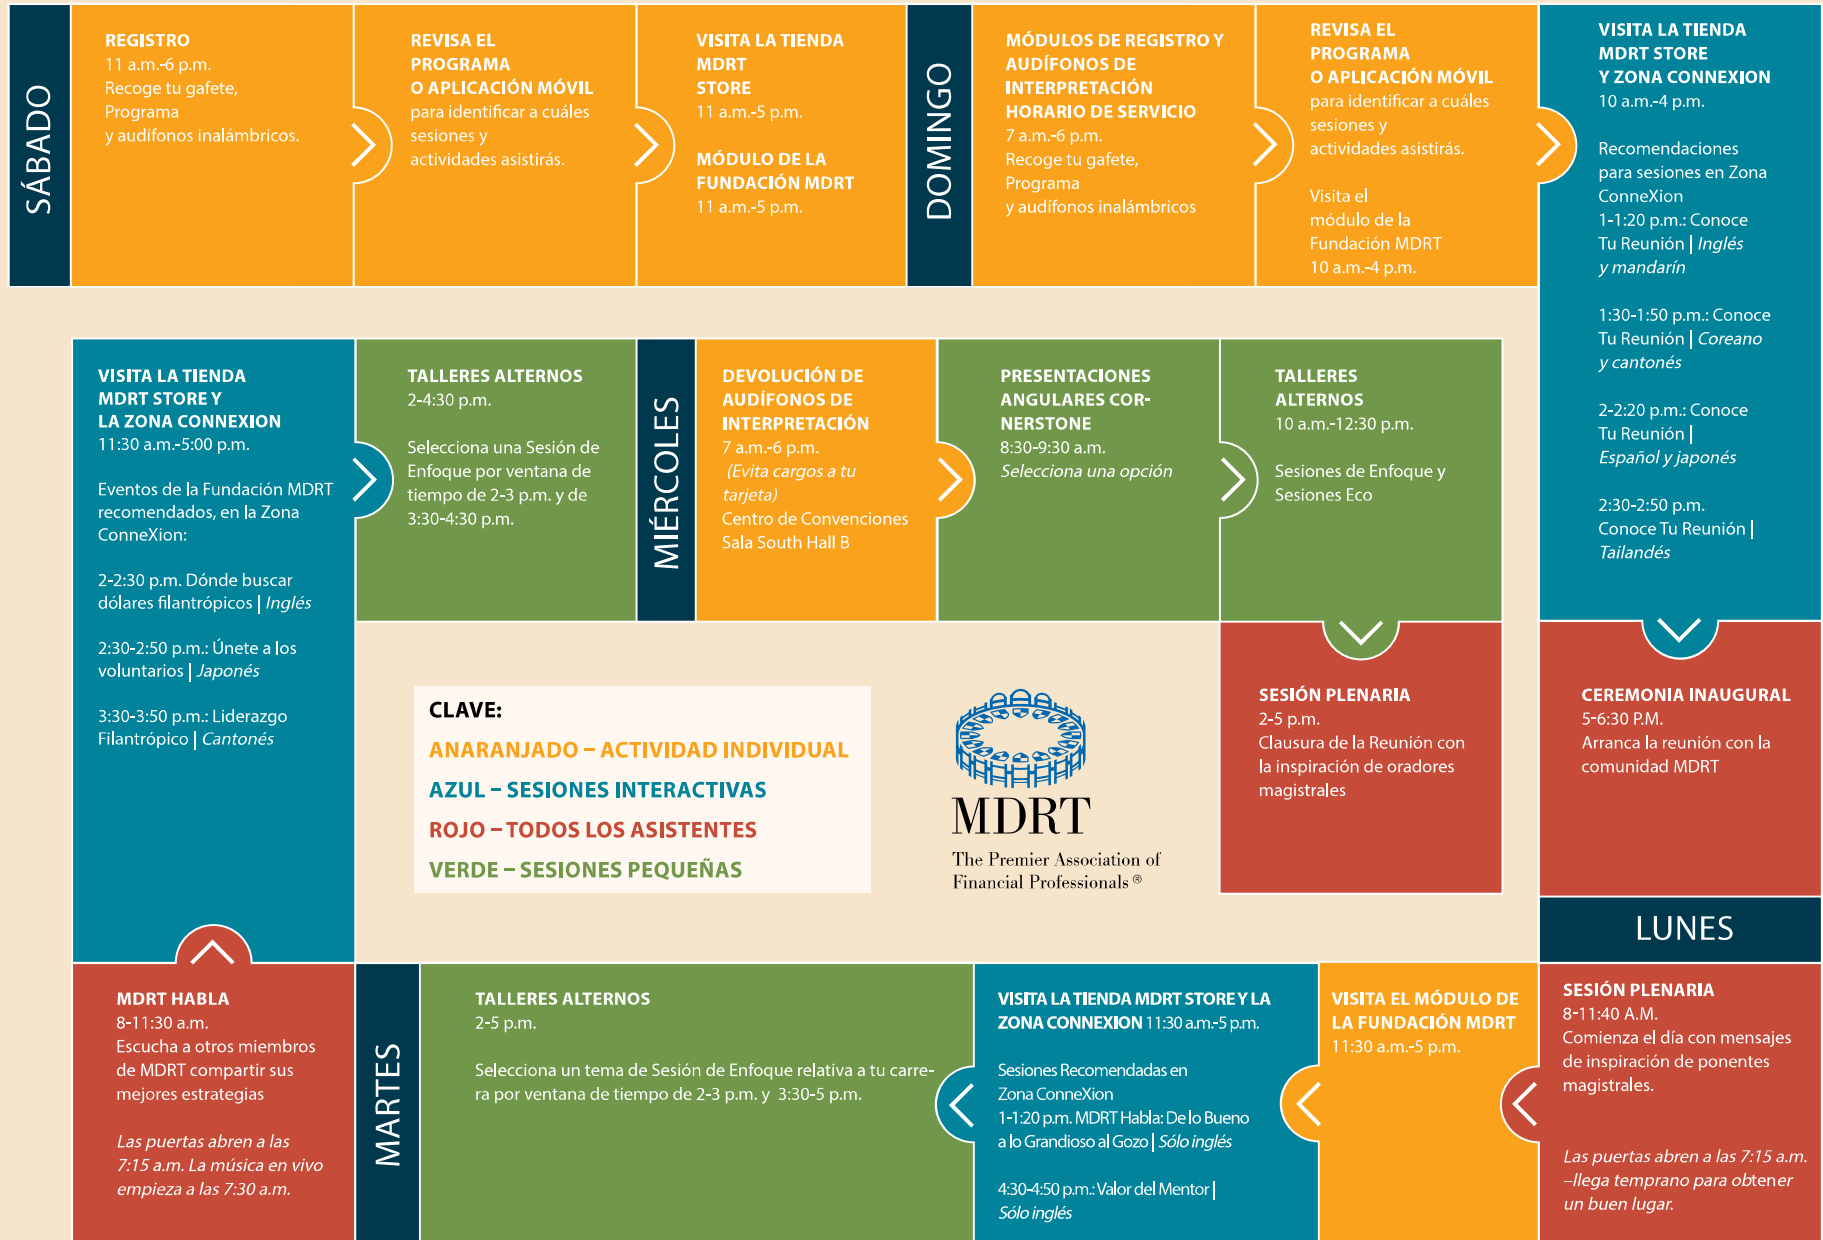 SÁBADO
REGISTRO
11 a.m.-6 p.m.
Recoge tu gafete,
Programa
y audífonos inalámbricos.
REVISA EL
PROGRAMA
O APLICACIÓN MÓVIL
para identificar a cuáles
sesiones y
actividades asistirás.
VISITA LA TIENDA
MDRT
STORE
11 a.m.-5 p.m.
MÓDULO DE LA
FUNDACIÓN MDRT
11 a.m.-5 p.m.
DOMINGO
MÓDULOS DE REGISTRO Y
AUDÍFONOS DE
INTERPRETACIÓN
HORARIO DE SERVICIO
7 a.m.-6 p.m.
Recoge tu gafete,
Programa
y audífonos inalámbricos
REVISA EL
PROGRAMA
O APLICACIÓN MÓVIL
para identificar a cuáles
sesiones y
actividades asistirás.
Visita el
módulo de la
Fundación MDRT
10 a.m.-4 p.m.
VISITA LA TIENDA
MDRT STORE
Y ZONA CONNEXION
10 a.m.-4 p.m.
Recomendaciones
para sesiones en Zona
ConneXion
1-1:20 p.m.: Conoce
Tu Reunión | Inglés
y mandarín
1:30-1:50 p.m.: Conoce
Tu Reunión | Coreano
y cantonés
2-2:20 p.m.: Conoce
Tu Reunión |
Español y japonés
2:30-2:50 p.m.
Conoce Tu Reunión |
Tailandés
CEREMONIA INAUGURAL
5-6:30 P.M.
Arranca la reunión con la
comunidad MDRT
LUNES
SESIÓN PLENARIA
8-11:40 A.M.
Comienza el día con mensajes
de inspiración de ponentes
magistrales.
Las puertas abren a las 7:15 a.m.
–llega temprano para obtener
un buen lugar.
VISITA EL MÓDULO DE
LA FUNDACIÓN MDRT
11:30 a.m.-5 p.m.
VISITA LA TIENDA MDRT STORE Y LA
ZONA CONNEXION 11:30 a.m.-5 p.m.
Sesiones Recomendadas en
Zona ConneXion
1-1:20 p.m. MDRT Habla: De lo Bueno
a lo Grandioso al Gozo | Sólo inglés
4:30-4:50 p.m.: Valor del Mentor |
Sólo inglés
TALLERES ALTERNOS
2-5 p.m.
Selecciona un tema de Sesión de Enfoque relativa a tu carre-
ra por ventana de tiempo de 2-3 p.m. y 3:30-5 p.m.
MARTES
MDRT HABLA
8-11:30 a.m.
Escucha a otros miembros
de MDRT compartir sus
mejores estrategias
Las puertas abren a las
7:15 a.m. La música en vivo
empieza a las 7:30 a.m.
VISITA LA TIENDA
MDRT STORE Y
LA ZONA CONNEXION
11:30 a.m.-5:00 p.m.
Eventos de la Fundación MDRT
recomendados, en la Zona
ConneXion:
2-2:30 p.m. Dónde buscar
dólares filantrópicos | Inglés
2:30-2:50 p.m.: Únete a los
voluntarios | Japonés
3:30-3:50 p.m.: Liderazgo
Filantrópico | Cantonés
TALLERES ALTERNOS
2-4:30 p.m.
Selecciona una Sesión de
Enfoque por ventana de
tiempo de 2-3 p.m. y de
3:30-4:30 p.m.
MIÉRCOLES
DEVOLUCIÓN DE
AUDÍFONOS DE
INTERPRETACIÓN
7 a.m.-6 p.m.
(Evita cargos a tu
tarjeta)
Centro de Convenciones
Sala South Hall B
PRESENTACIONES
ANGULARES COR-
NERSTONE
8:30-9:30 a.m.
Selecciona una opción
TALLERES
ALTERNOS
10 a.m.-12:30 p.m.
Sesiones de Enfoque y
Sesiones Eco
SESIÓN PLENARIA
2-5 p.m.
Clausura de la Reunión con
la inspiración de oradores
magistrales
CLAVE:
ANARANJADO – ACTIVIDAD INDIVIDUAL
AZUL – SESIONES INTERACTIVAS
ROJO – TODOS LOS ASISTENTES
VERDE – SESIONES PEQUEÑAS
MDRT
The Premier Association of
Financial Professionals ®